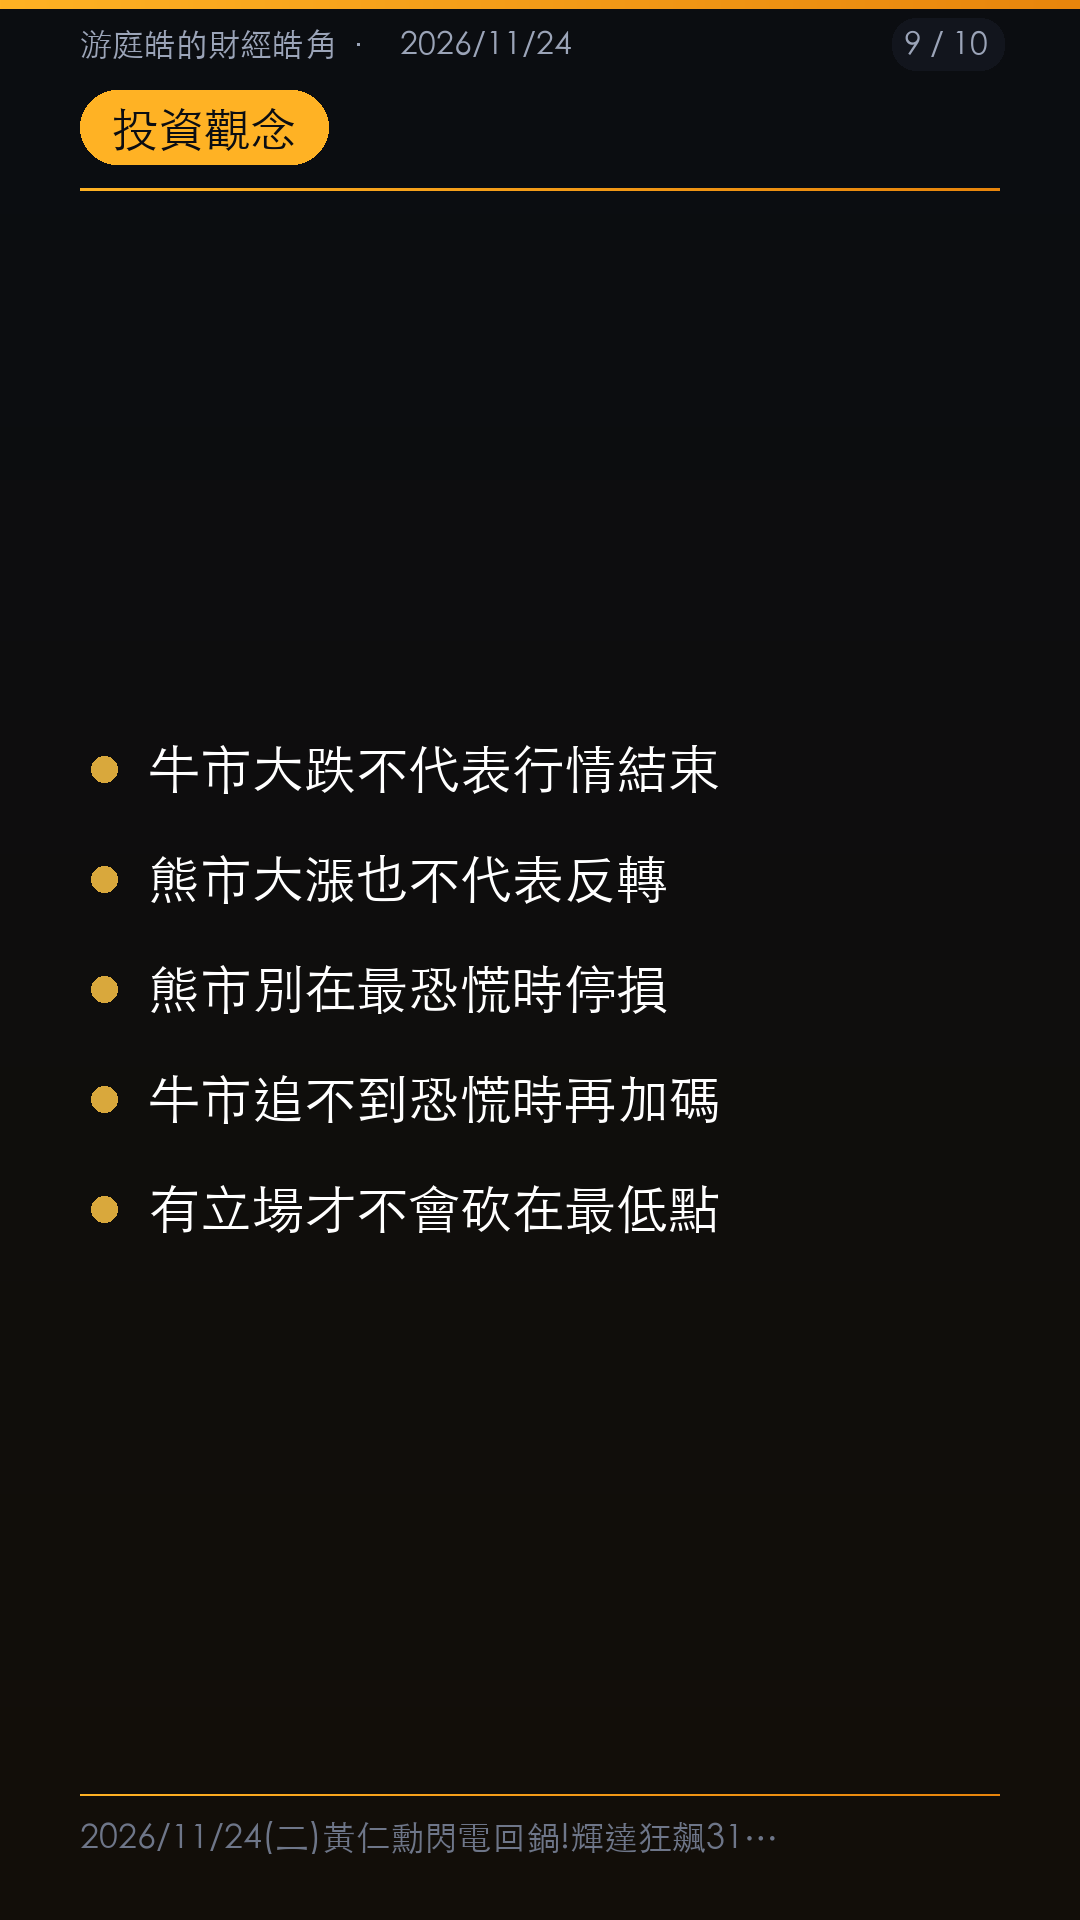 游庭皓的財經皓角 · 2026/11/24
9 / 10
投資觀念
牛市大跌不代表行情結束
熊市大漲也不代表反轉
熊市別在最恐慌時停損
牛市追不到恐慌時再加碼
有立場才不會砍在最低點
2026/11/24(二)黃仁勳閃電回鍋!輝達狂飆31⋯